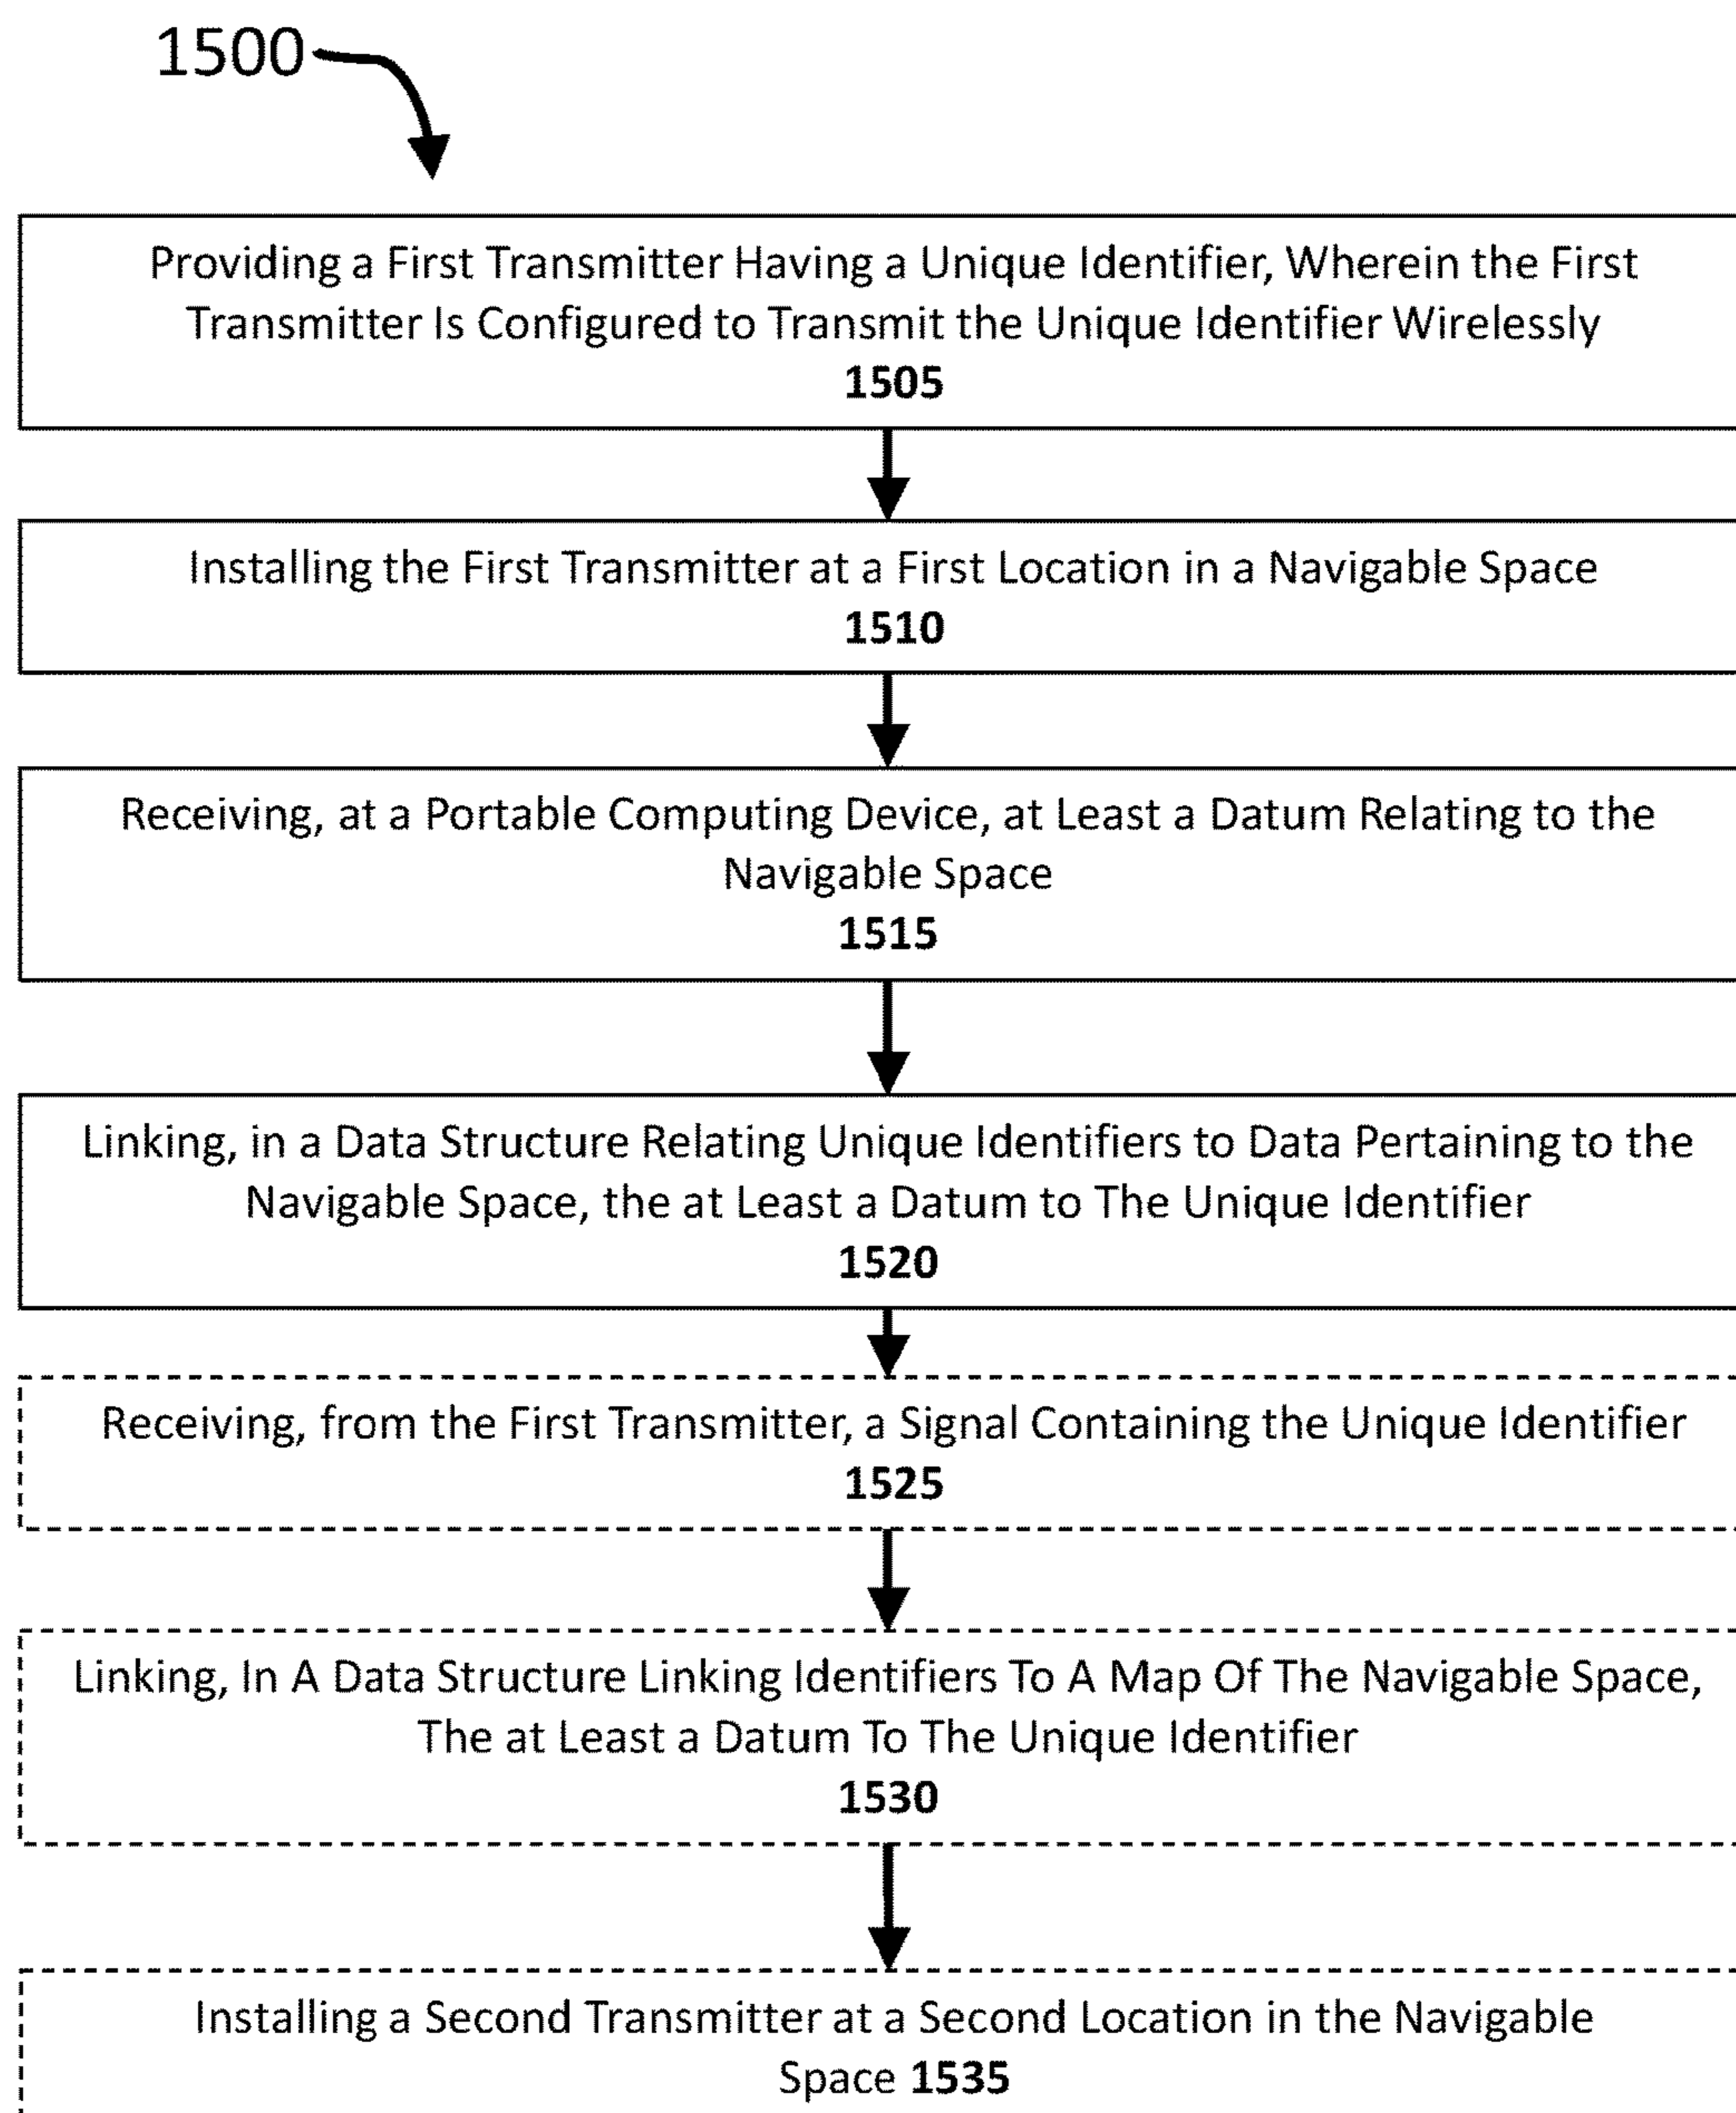 1500
Providing a First Transmitter Having a Unique Identifier, Wherein the First
Transmitter Is Configured to Transmit the Unique Identifier Wirelessly
1505
Installing the First Transmitter at a First Location in a Navigable Space
1510
Receiving, at a Portable Computing Device, at Least a Datum Relating to the
Navigable Space
1515
Linking, in a Data Structure Relating Unique Identifiers to Data Pertaining to the
Navigable Space, the at Least a Datum to The Unique Identifier
1520
Receiving, from the First Transmitter, a Signal Containing the Unique Identifier
1525
Linking, In A Data Structure Linking Identifiers To A Map Of The Navigable Space,
The at Least a Datum To The Unique Identifier
1530
Installing a Second Transmitter at a Second Location in the Navigable
Space 1535